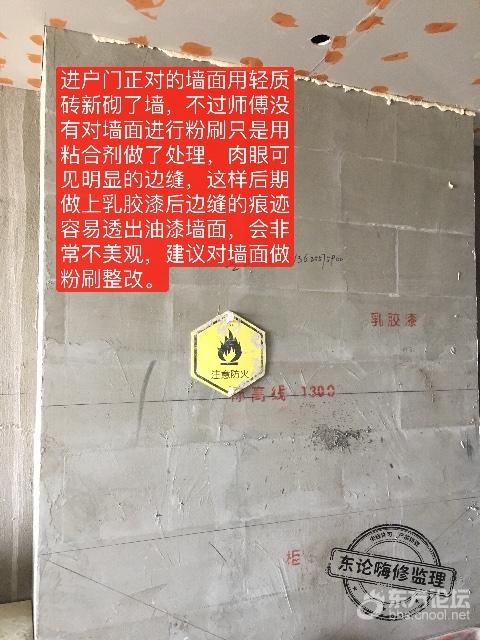 进户门正对的墙面用轻质
砖新砌了墙，不过师傅没
有对墙面进行粉刷只是用
粘合剂做了处理，肉眼可
见明显的边缝，这样后期
做上乳胶漆后边缝的痕迹
容易透出油漆墙面，会非
常不美观，建议对墙面做
粉刷整改。
乳胶漆
注意防火
标高线 1300
柜
东论嗨修监理
东方论坛
bbs.cnool.net